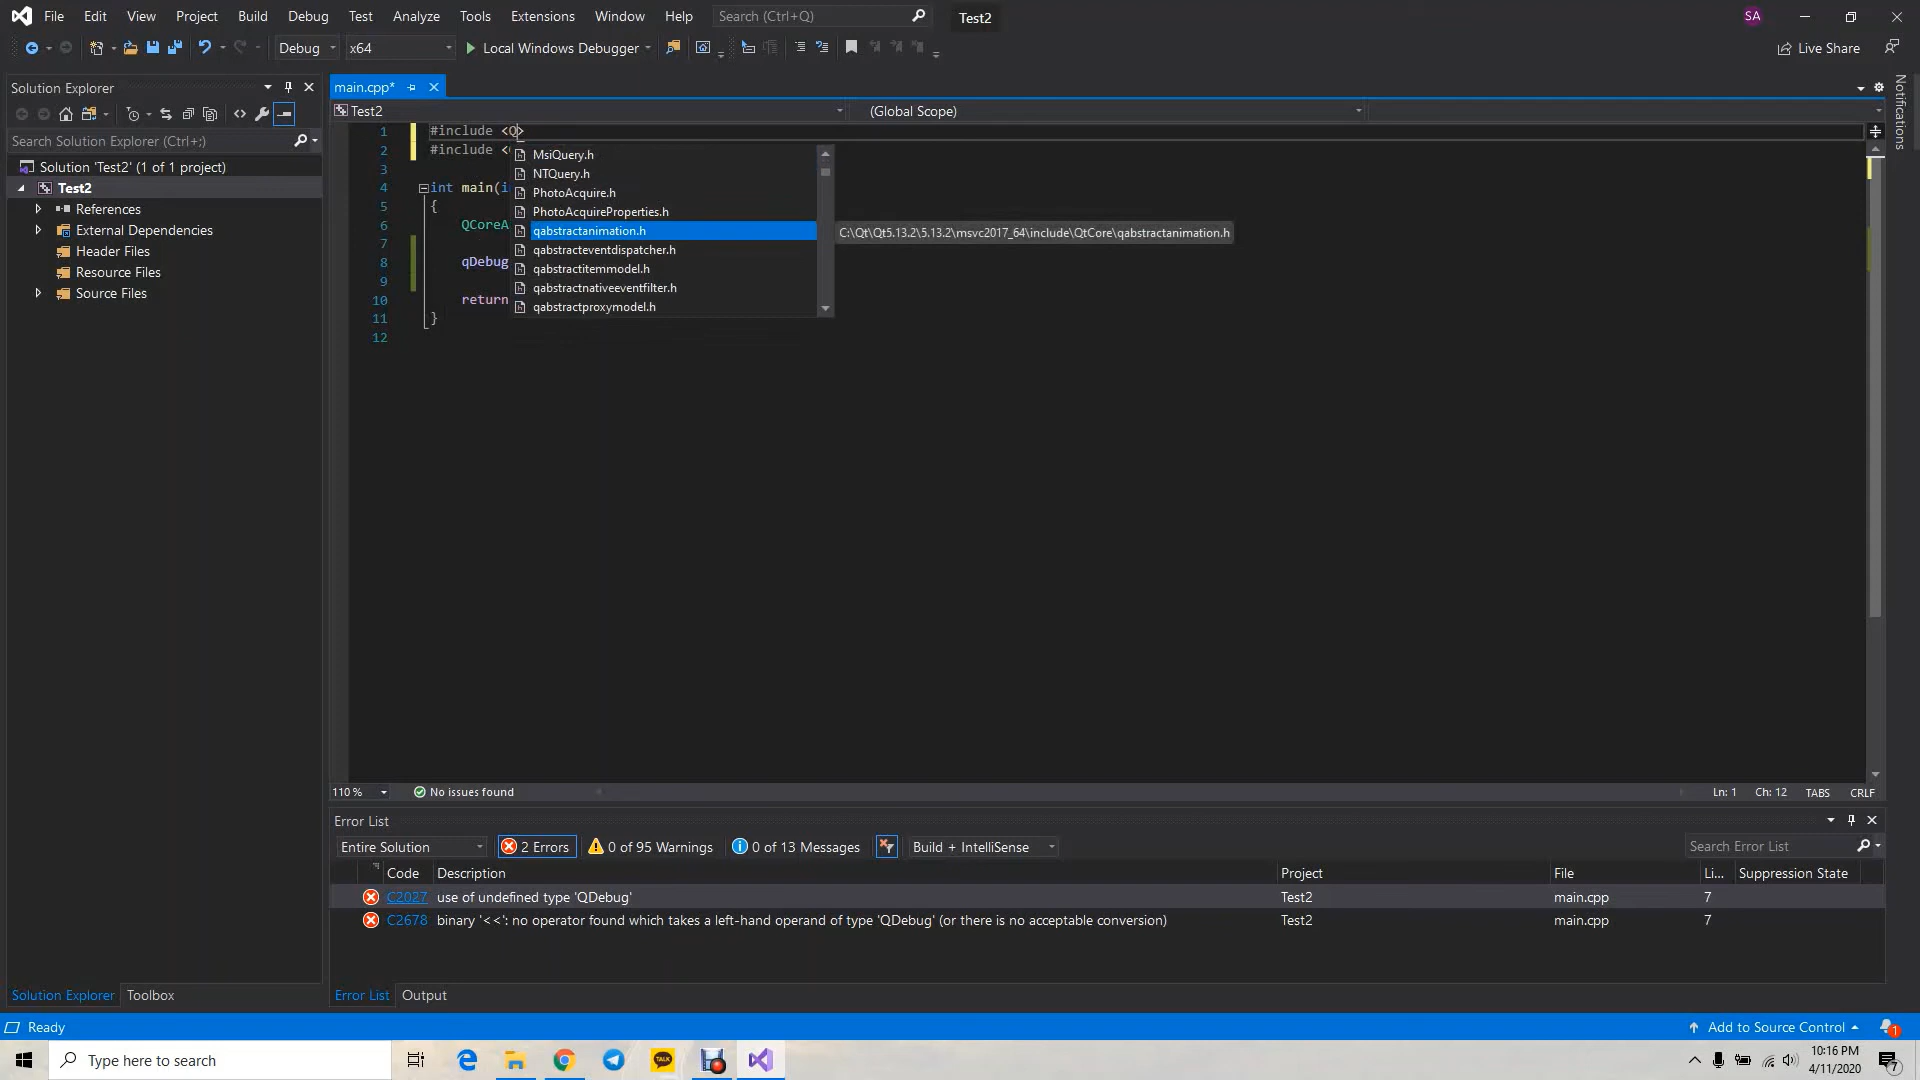 File Edit View Project Build Debug Test Analyze Tools Extensions Window Help Search (Ctrl+Q) Test2 SA
Debug x64 Local Windows Debugger Live Share
Solution Explorer
Search Solution Explorer (Ctrl+;)
Solution 'Test2' (1 of 1 project)
Test2
References
External Dependencies
Header Files
Resource Files
Source Files
main.cpp*
Test2 (Global Scope)
1 #include <Q>
2 #include <
3
4 int main(i
5 {
6 QCoreA
7
8 qDebug
9
10 return
11 }
12
MsiQuery.h
NTQuery.h
PhotoAcquire.h
PhotoAcquireProperties.h
qabstractanimation.h
qabstracteventdispatcher.h
qabstractitemmodel.h
qabstractnativeeventfilter.h
qabstractproxymodel.h
C:\Qt\Qt5.13.2\5.13.2\msvc2017_64\include\QtCore\qabstractanimation.h
Notifications
110 % No issues found Ln: 1 Ch: 12 TABS CRLF
Error List
Entire Solution 2 Errors 0 of 95 Warnings 0 of 13 Messages Build + IntelliSense Search Error List
Code Description Project File Li... Suppression State
C2027 use of undefined type 'QDebug' Test2 main.cpp 7
C2678 binary '<<': no operator found which takes a left-hand operand of type 'QDebug' (or there is no acceptable conversion) Test2 main.cpp 7
Solution Explorer Toolbox
Error List Output
Ready Add to Source Control 1
Type here to search TALK 10:16 PM
4/11/2020 7